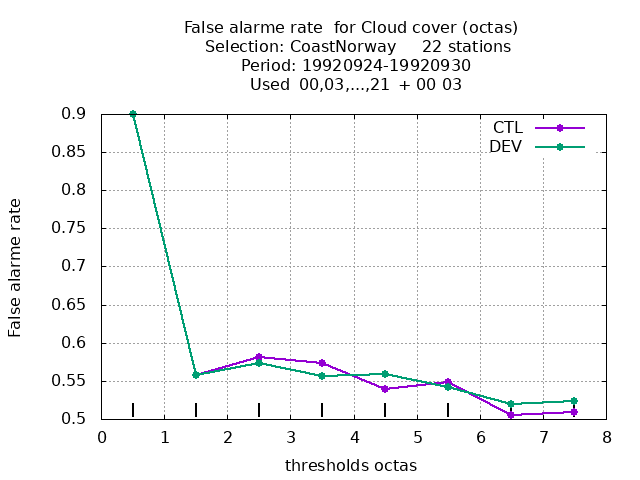 False alarme rate  for Cloud cover (octas)
Selection: CoastNorway     22 stations
Period: 19920924-19920930
Used  00,03,...,21  + 00 03
CTL
DEV
0.9
0.85
0.8
0.75
0.7
0.65
0.6
0.55
0.5
False alarme rate
0 1 2 3 4 5 6 7 8
thresholds octas